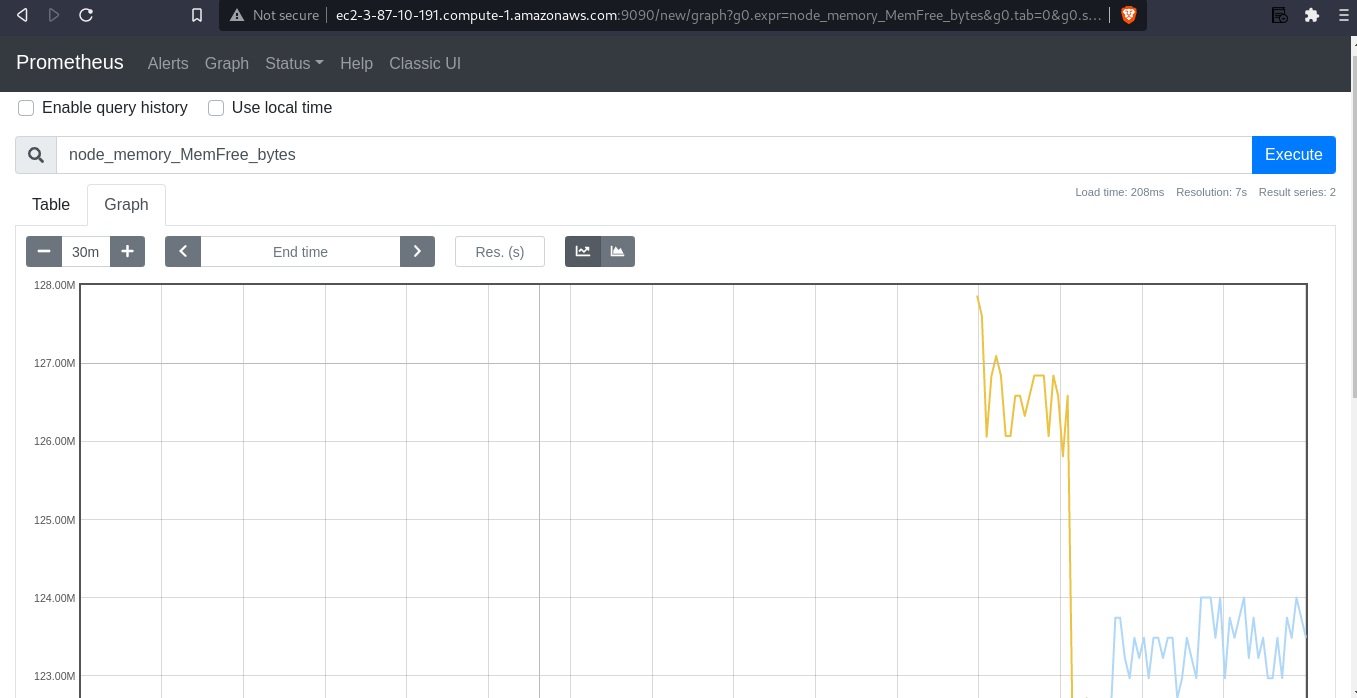 Not secure ec2-3-87-10-191.compute-1.amazonaws.com:9090/new/graph?g0.expr=node_memory_MemFree_bytes&g0.tab=0&g0.s...
Prometheus Alerts Graph Status Help Classic UI
Enable query history Use local time
node_memory_MemFree_bytes Execute
Load time: 208ms Resolution: 7s Result series: 2
Table Graph
30m End time Res. (s)
128.00M
127.00M
126.00M
125.00M
124.00M
123.00M